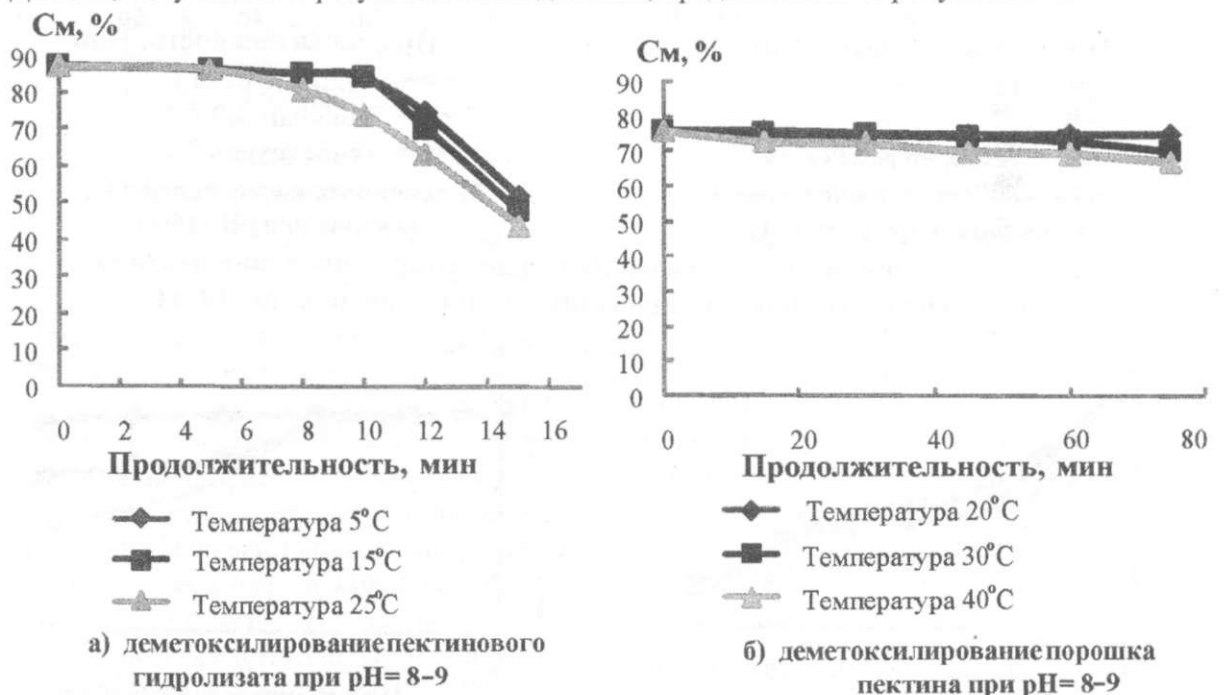 См, %
90
80
70
60
50
40
30
20
10
0
0 2 4 6 8 10 12 14 16
Продолжительность, мин
Температура 5°С
Температура 15°С
Температура 25°С
а) деметоксилирование пектинового
гидролизата при рН= 8–9
См, %
90
80
70
60
50
40
30
20
10
0
0 20 40 60 80
Продолжительность, мин
Температура 20°С
Температура 30°С
Температура 40°С
б) деметоксилирование порошка
пектина при рН= 8–9